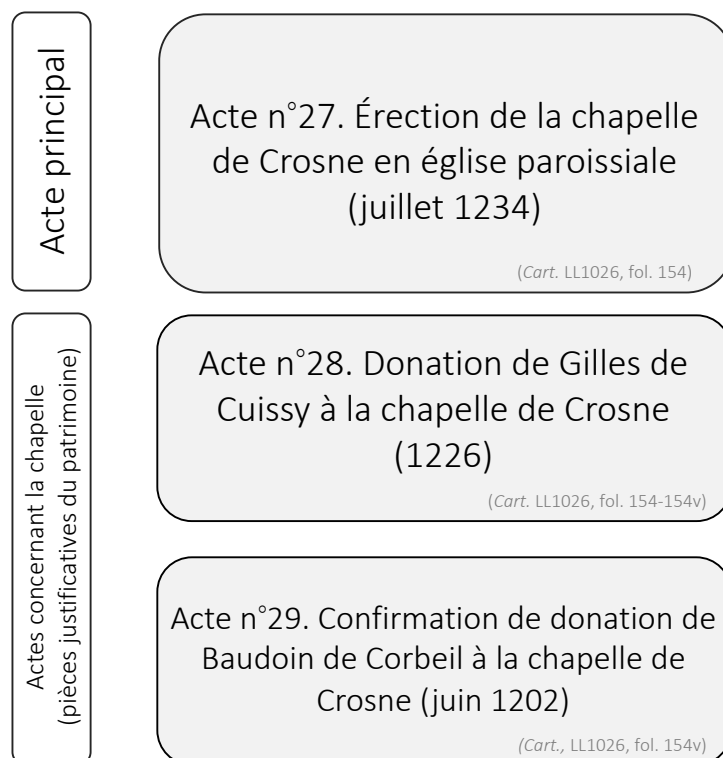 Acte principal
Acte n°27. Érection de la chapelle
de Crosne en église paroissiale
(juillet 1234)
(Cart. LL1026, fol. 154)
Actes concernant la chapelle
(pièces justificatives du patrimoine)
Acte n°28. Donation de Gilles de
Cuissy à la chapelle de Crosne
(1226)
(Cart. LL1026, fol. 154-154v)
Acte n°29. Confirmation de donation de
Baudoin de Corbeil à la chapelle de
Crosne (juin 1202)
(Cart., LL1026, fol. 154v)